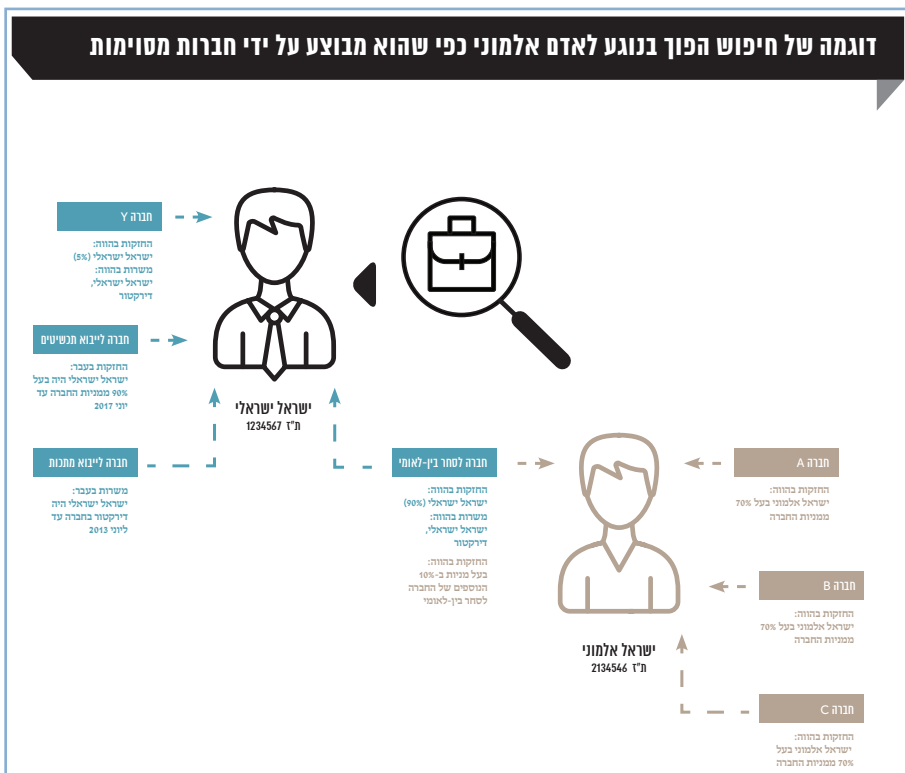 דוגמה של חיפוש הפוך בנוגע לאדם אלמוני כפי שהוא מבוצע על ידי חברות מסוימות
חברה Y
החזקות בהווה:
ישראל ישראלי (5%)
משרות בהווה:
ישראל ישראלי,
דירקטור
חברה לייבוא תכשיטים
החזקות בעבר:
ישראל ישראלי היה בעל
90% ממניות החברה עד
יוני 2017
ישראל ישראלי
ת"ז 1234567
חברה לייבוא מתכות
משרות בעבר:
ישראל ישראלי היה
דירקטור בחברה עד
ליוני 2013
חברה לסחר בין-לאומי
החזקות בהווה:
ישראל ישראלי (90%)
משרות בהווה:
ישראל ישראלי,
דירקטור
החזקות בהווה:
בעל מניות ב-10%
הנוספים של החברה
לסחר בין-לאומי
חברה A
החזקות בהווה:
ישראל אלמוני בעל 70%
ממניות החברה
חברה B
החזקות בהווה:
ישראל אלמוני בעל 70%
ממניות החברה
ישראל אלמוני
ת"ז 2134546
חברה C
החזקות בהווה:
ישראל אלמוני בעל
70% ממניות החברה